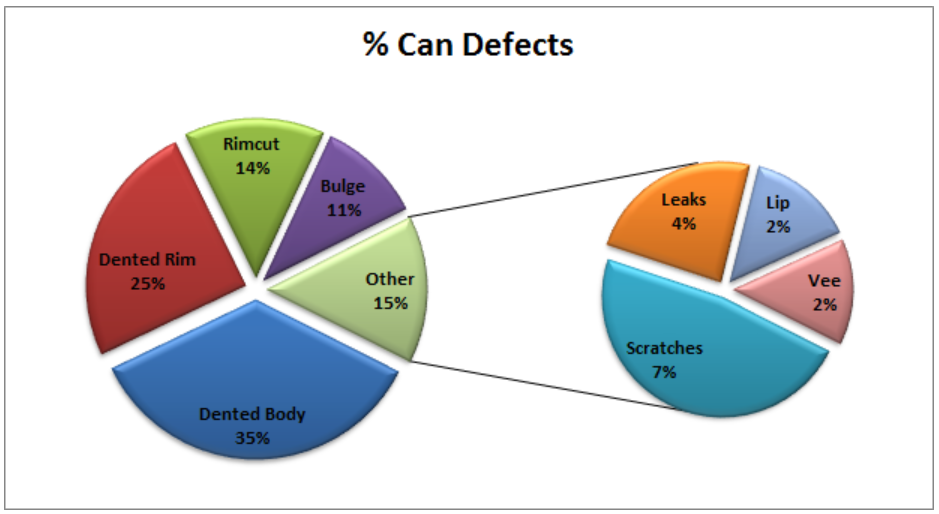 % Can Defects
Rimcut
14%
Bulge
11%
Dented Rim
25%
Other
15%
Dented Body
35%
Leaks
4%
Lip
2%
Vee
2%
Scratches
7%